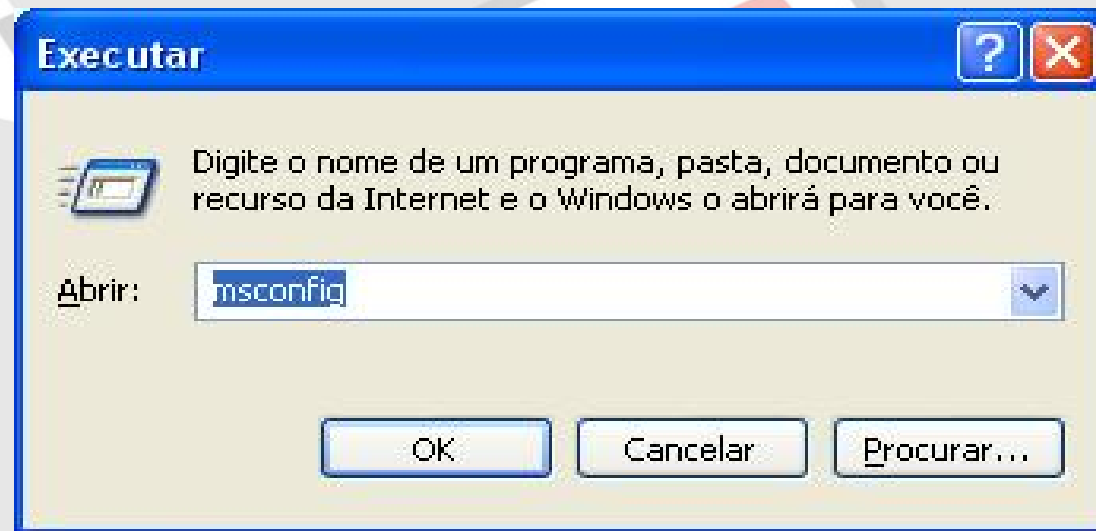 Executar
Digite o nome de um programa, pasta, documento ou
recurso da Internet e o Windows o abrirá para você.
Abrir: msconfig
OK Cancelar Procurar...